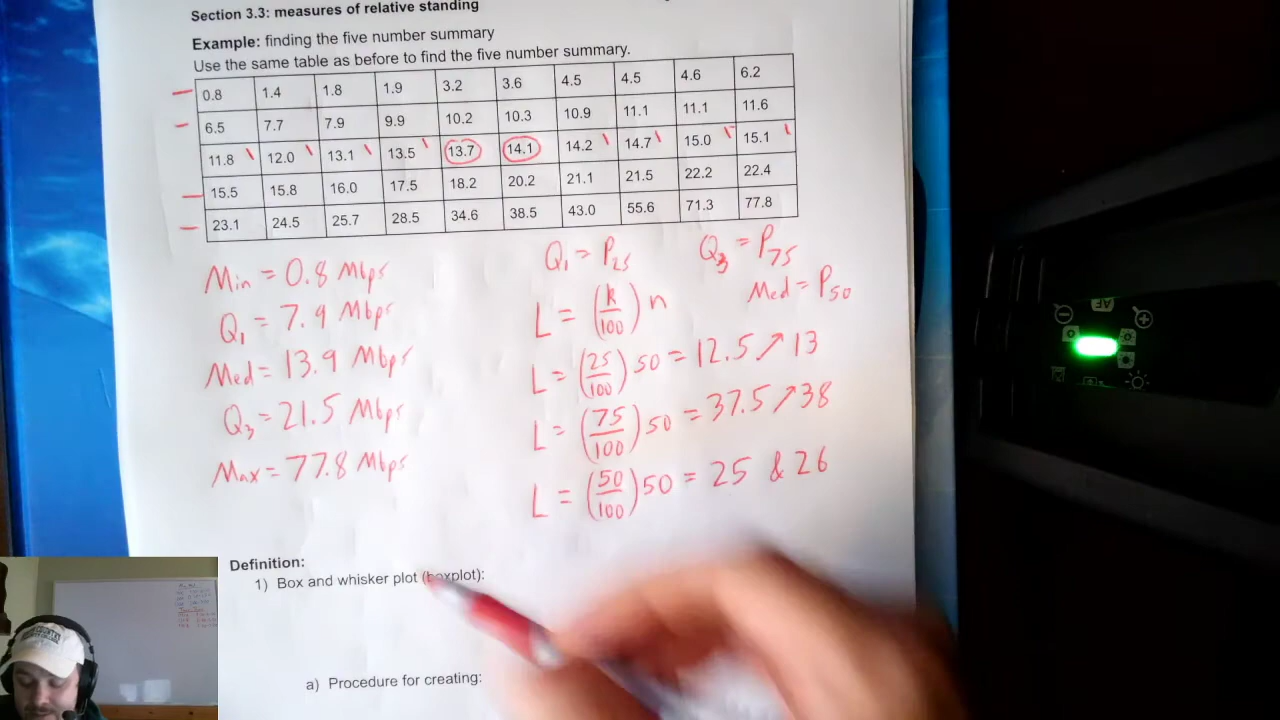 Section 3.3: measures of relative standing
Example: finding the five number summary
Use the same table as before to find the five number summary.
0.8 1.4 1.8 1.9 3.2 3.6 4.5 4.5 4.6 6.2
6.5 7.7 7.9 9.9 10.2 10.3 10.9 11.1 11.1 11.6
11.8 12.0 13.1 13.5 13.7 14.1 14.2 14.7 15.0 15.1
15.5 15.8 16.0 17.5 18.2 20.2 21.1 21.5 22.2 22.4
23.1 24.5 25.7 28.5 34.6 38.5 43.0 55.6 71.3 77.8
Min = 0.8 Mbps
Q₁ = 7.9 Mbps
Med = 13.9 Mbps
Q₃ = 21.5 Mbps
Max = 77.8 Mbps
Q₁ = P₂₅ Q₃ = P₇₅
Med = P₅₀
L = (k/100) n
L = (25/100) 50 = 12.5 ↗ 13
L = (75/100) 50 = 37.5 ↗ 38
L = (50/100) 50 = 25 & 26
Definition:
1) Box and whisker plot (boxplot):
a) Procedure for creating:
AF